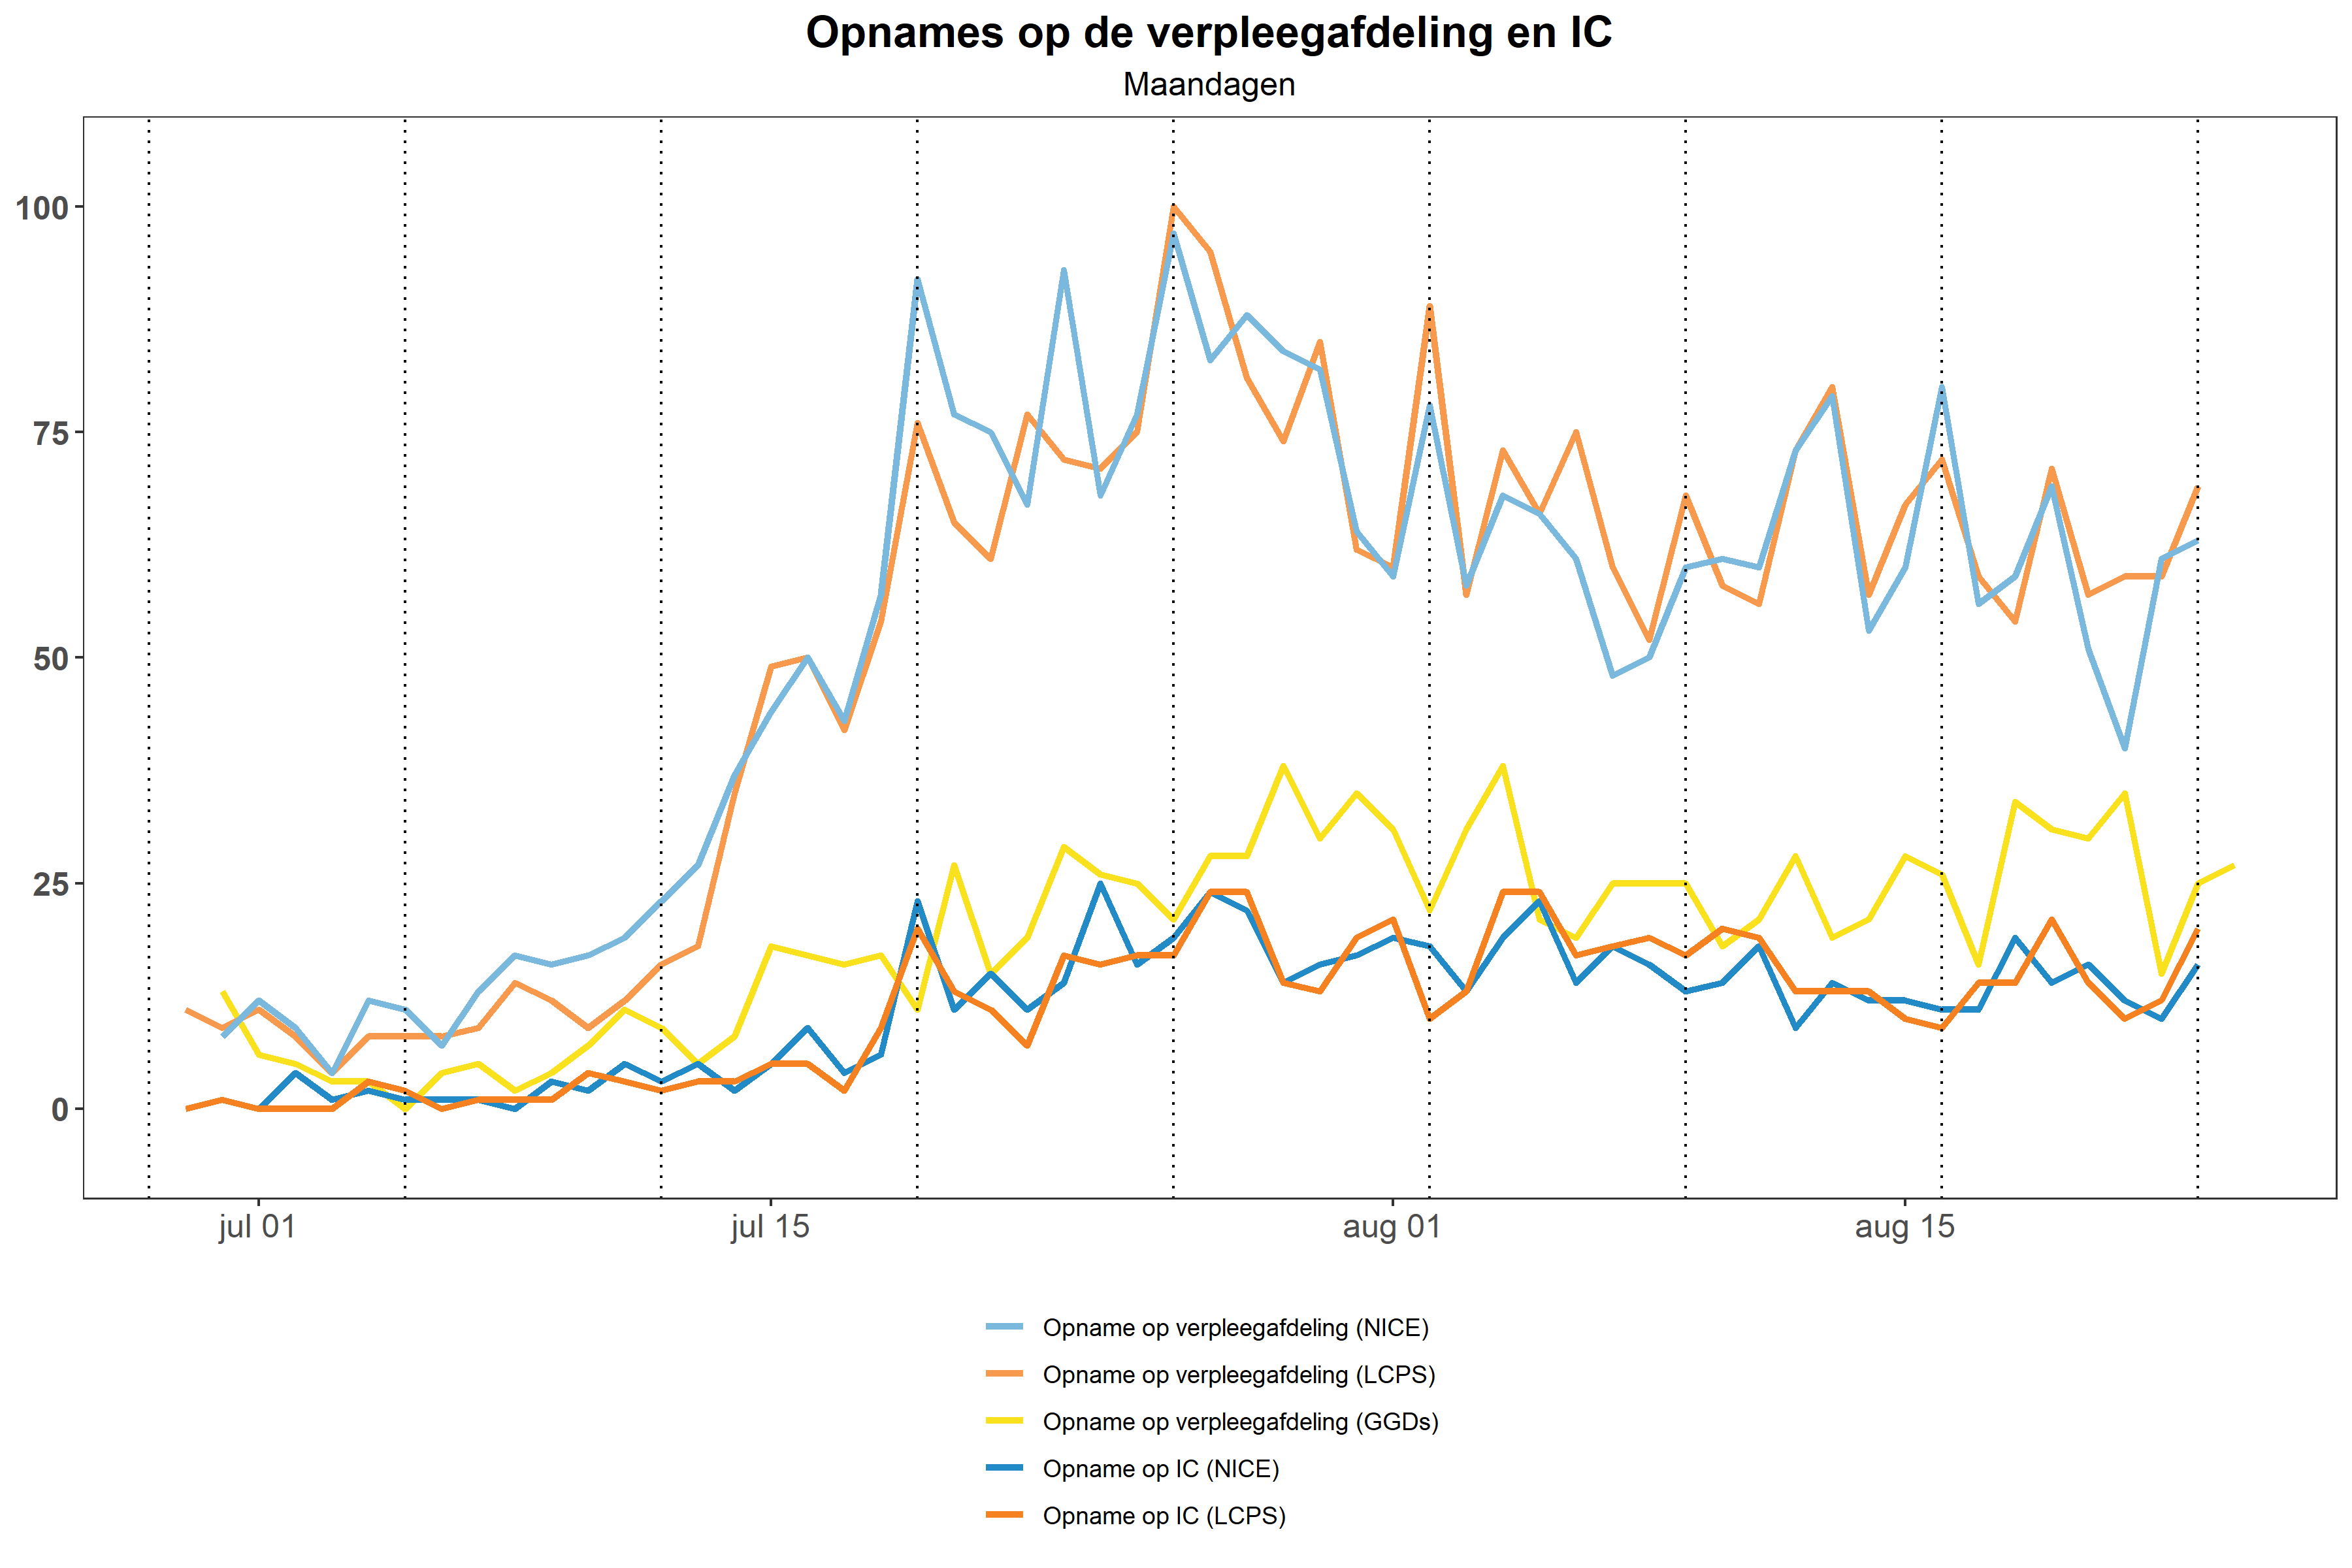 Opnames op de verpleegafdeling en IC
Maandagen
100
75
50
25
0
jul 01
jul 15
aug 01
aug 15
Opname op verpleegafdeling (NICE)
Opname op verpleegafdeling (LCPS)
Opname op verpleegafdeling (GGDs)
Opname op IC (NICE)
Opname op IC (LCPS)